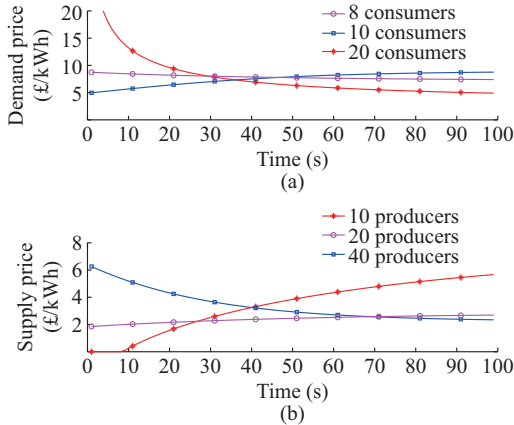 Demand price
(£/kWh)
20
15
10
5
0 10 20 30 40 50 60 70 80 90 100
Time (s)
(a)
8 consumers
10 consumers
20 consumers
Supply price
(£/kWh)
8
6
4
2
0 10 20 30 40 50 60 70 80 90 100
Time (s)
(b)
10 producers
20 producers
40 producers